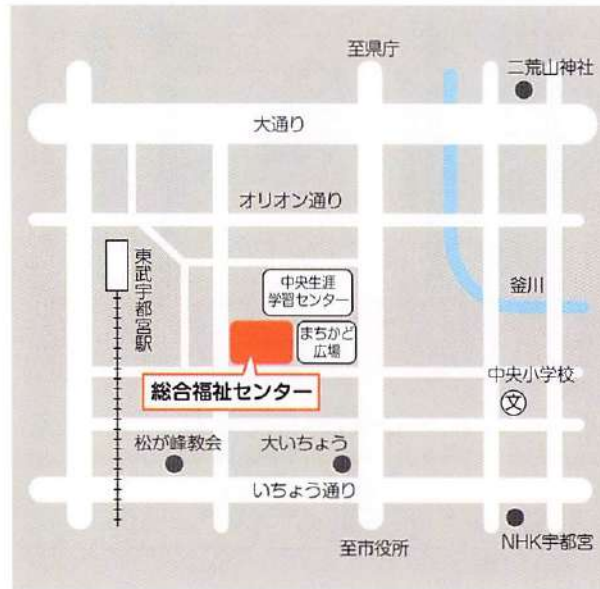 至県庁
二荒山神社
大通り
オリオン通り
東武宇都宮駅
中央生涯
学習センター
釜川
まちかど
広場
総合福祉センター
中央小学校
文
松が峰教会
大いちょう
いちょう通り
至市役所
NHK宇都宮